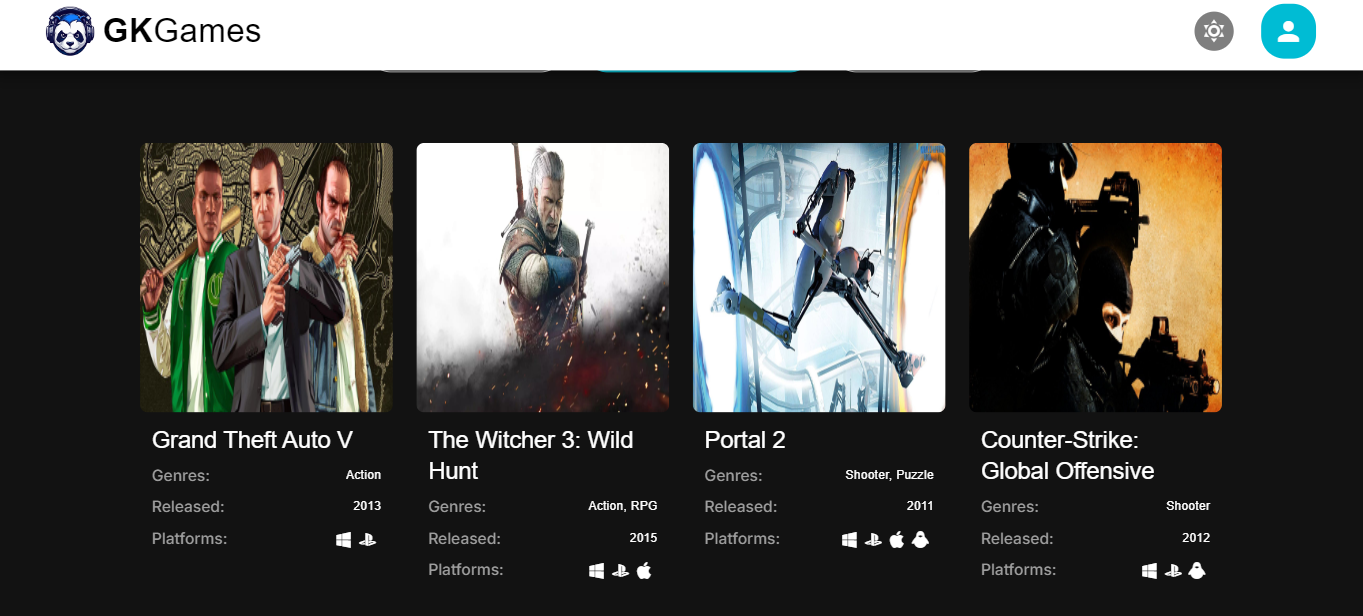 GKGames
Grand Theft Auto V
Genres: Action
Released: 2013
Platforms:
The Witcher 3: Wild
Hunt
Genres: Action, RPG
Released: 2015
Platforms:
Portal 2
Genres: Shooter, Puzzle
Released: 2011
Platforms:
Counter-Strike:
Global Offensive
Genres: Shooter
Released: 2012
Platforms: